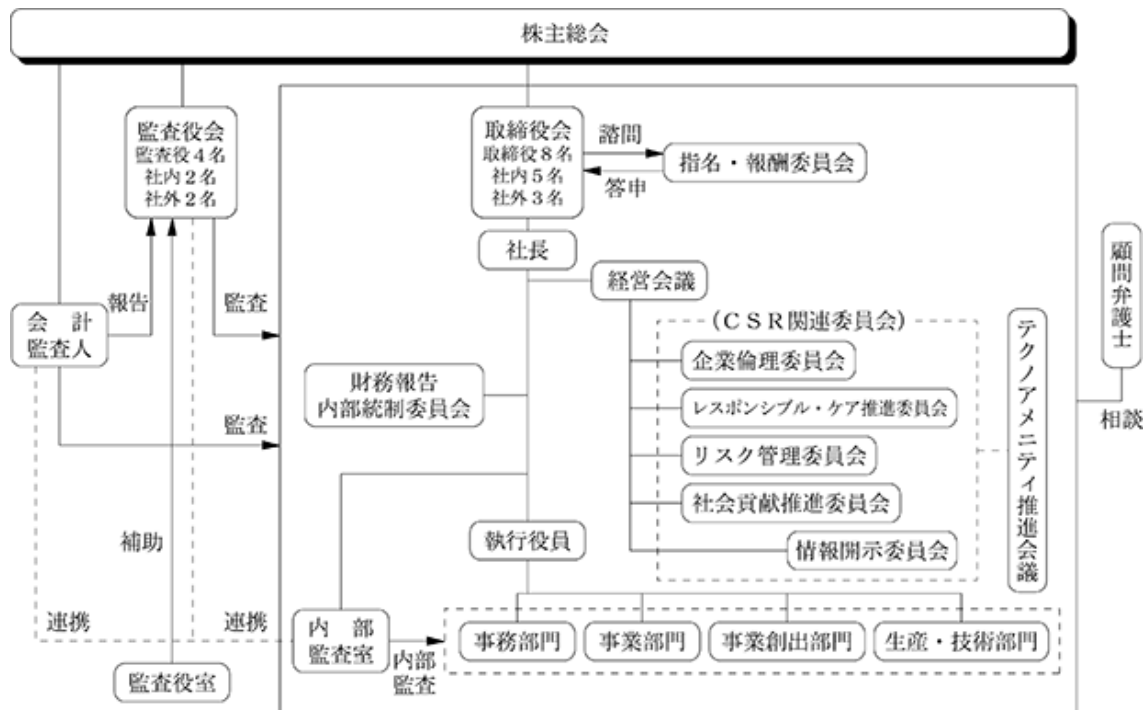 株主総会
監査役会
監査役4名
社内2名
社外2名
取締役会
取締役8名
社内5名
社外3名
諮問
答申
指名・報酬委員会
社長
経営会議
顧問弁護士
相談
報告
監査
会計
監査人
(CSR関連委員会)
企業倫理委員会
財務報告
内部統制委員会
レスポンシブル・ケア推進委員会
監査
リスク管理委員会
社会貢献推進委員会
情報開示委員会
テクノアメニティ推進会議
補助
執行役員
連携
連携
内部
監査室
内部
監査
事務部門
事業部門
事業創出部門
生産・技術部門
監査役室